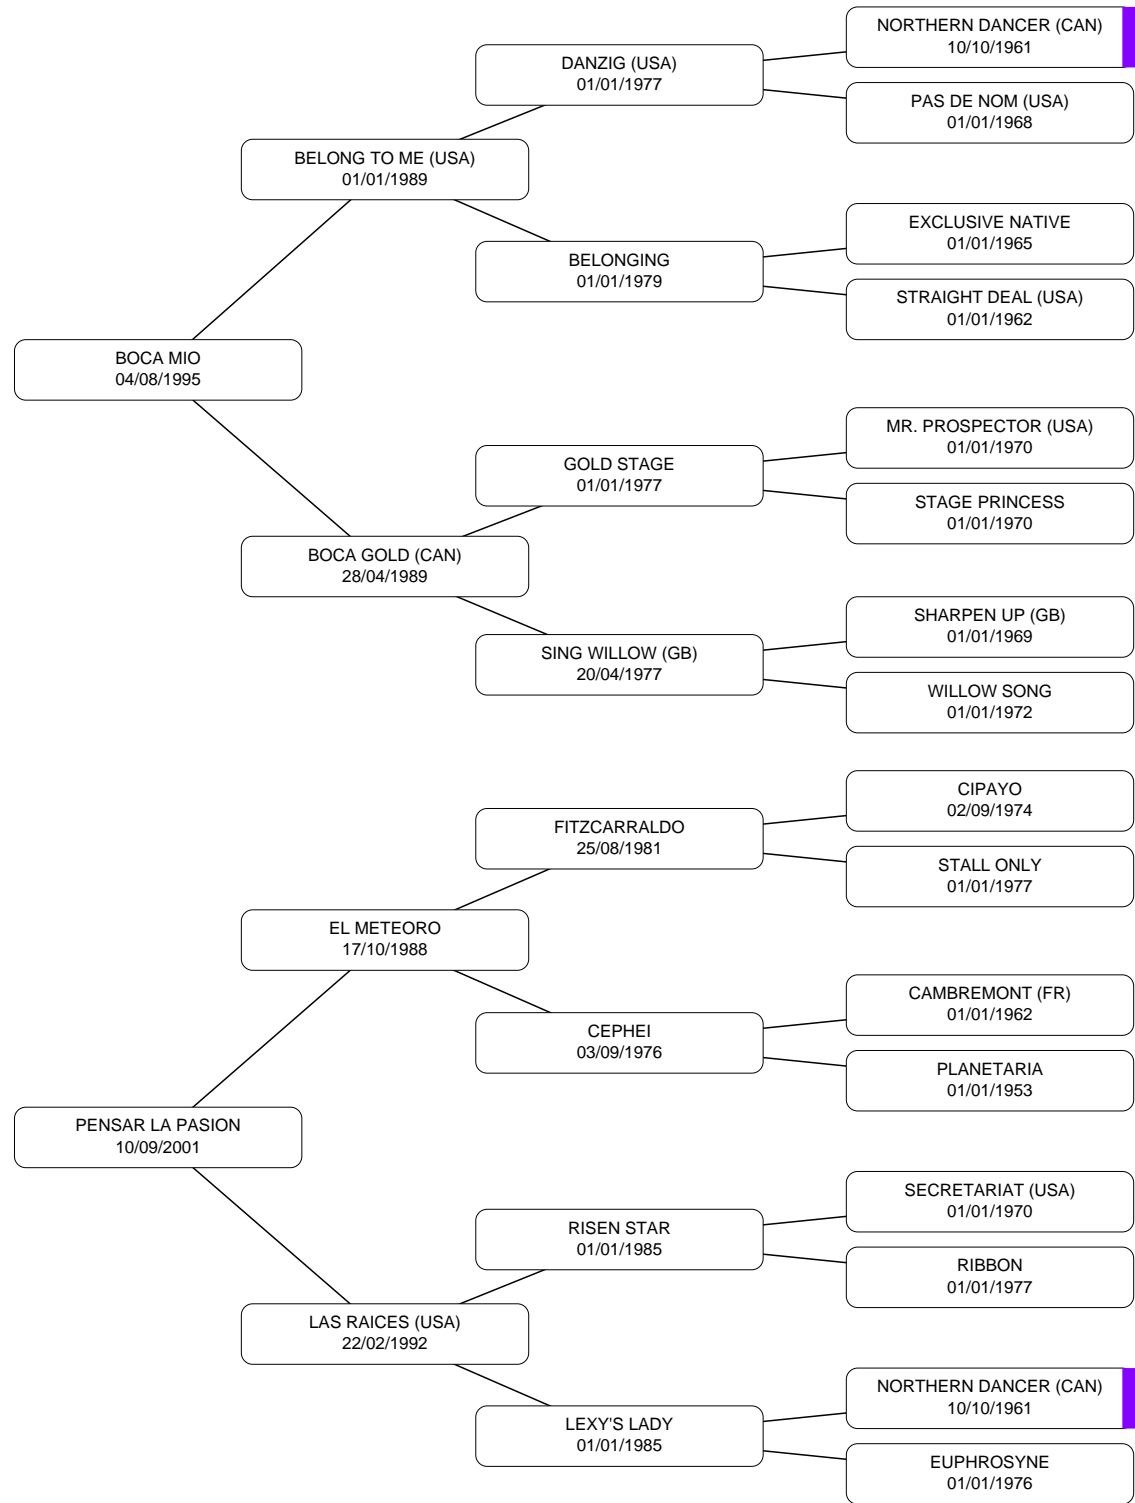 NORTHERN DANCER (CAN)
10/10/1961
DANZIG (USA)
01/01/1977
PAS DE NOM (USA)
01/01/1968
BELONG TO ME (USA)
01/01/1989
EXCLUSIVE NATIVE
01/01/1965
BELONGING
01/01/1979
STRAIGHT DEAL (USA)
01/01/1962
BOCA MIO
04/08/1995
MR. PROSPECTOR (USA)
01/01/1970
GOLD STAGE
01/01/1977
STAGE PRINCESS
01/01/1970
BOCA GOLD (CAN)
28/04/1989
SHARPEN UP (GB)
01/01/1969
SING WILLOW (GB)
20/04/1977
WILLOW SONG
01/01/1972
CIPAYO
02/09/1974
FITZCARRALDO
25/08/1981
STALL ONLY
01/01/1977
EL METEORO
17/10/1988
CAMBREMONT (FR)
01/01/1962
CEPHEI
03/09/1976
PLANETARIA
01/01/1953
PENSAR LA PASION
10/09/2001
SECRETARIAT (USA)
01/01/1970
RISEN STAR
01/01/1985
RIBBON
01/01/1977
LAS RAICES (USA)
22/02/1992
NORTHERN DANCER (CAN)
10/10/1961
LEXY'S LADY
01/01/1985
EUPHROSYNE
01/01/1976